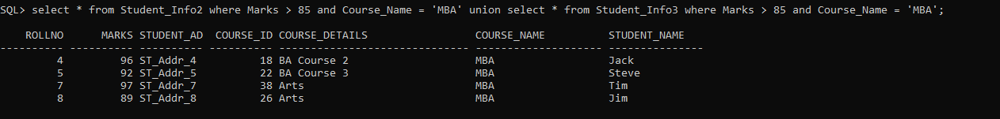 SQL> select * from Student_Info2 where Marks > 85 and Course_Name = 'MBA' union select * from Student_Info3 where Marks > 85 and Course_Name = 'MBA';
ROLLNO MARKS STUDENT_AD COURSE_ID COURSE_DETAILS COURSE_NAME STUDENT_NAME
---------- ---------- ---------- ---------- ------------------------------ -------------------- ---------------
4 96 ST_Addr_4 18 BA Course 2 MBA Jack
5 92 ST_Addr_5 22 BA Course 3 MBA Steve
7 97 ST_Addr_7 38 Arts MBA Tim
8 89 ST_Addr_8 26 Arts MBA Jim